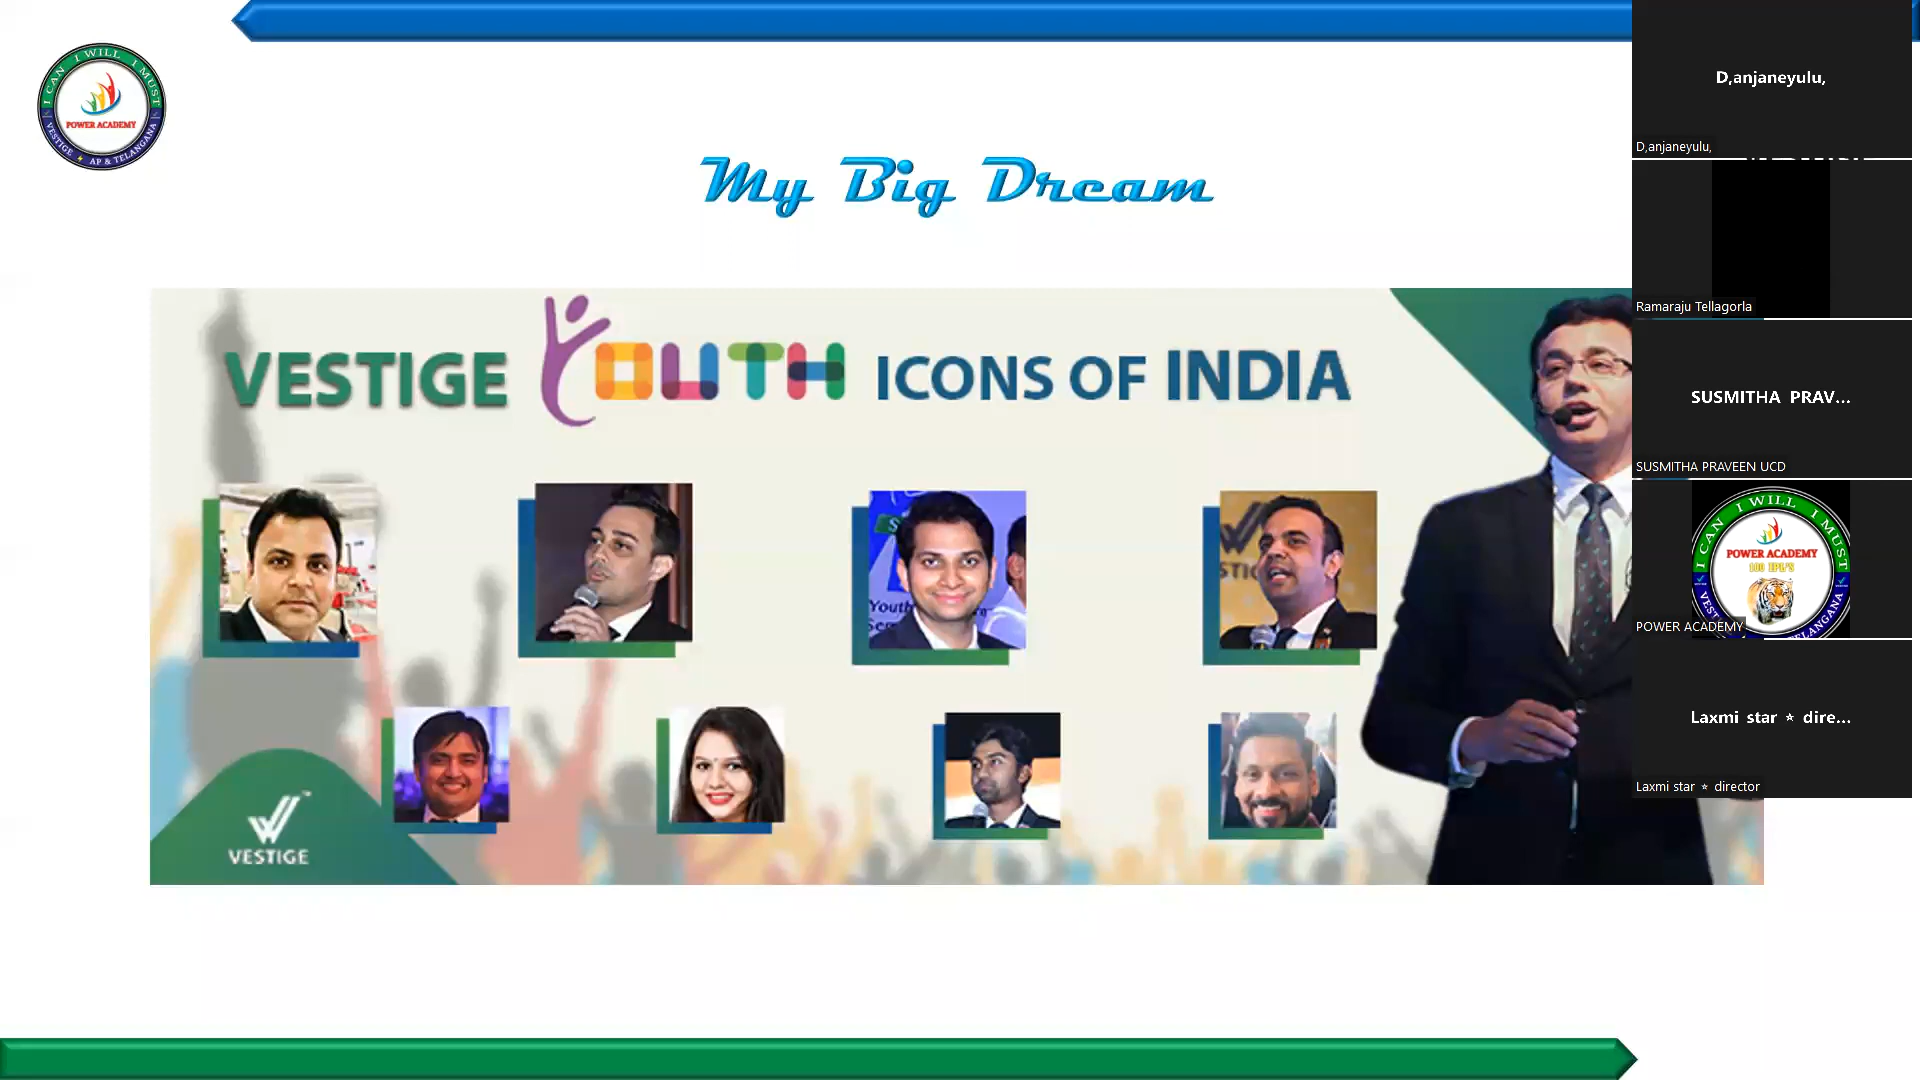 I CAN I WILL I MUST
POWER ACADEMY
VESTIGE AP & TELANGANA
My Big Dream
VESTIGE YOUTH ICONS OF INDIA
Youth
VESTIGE
D,anjaneyulu,
D,anjaneyulu,
Ramaraju Tellagorla
SUSMITHA PRAV...
SUSMITHA PRAVEEN UCD
I CAN I WILL I MUST
POWER ACADEMY
POWER ACADEMY
Laxmi star ⭐ dire...
Laxmi star ⭐ director